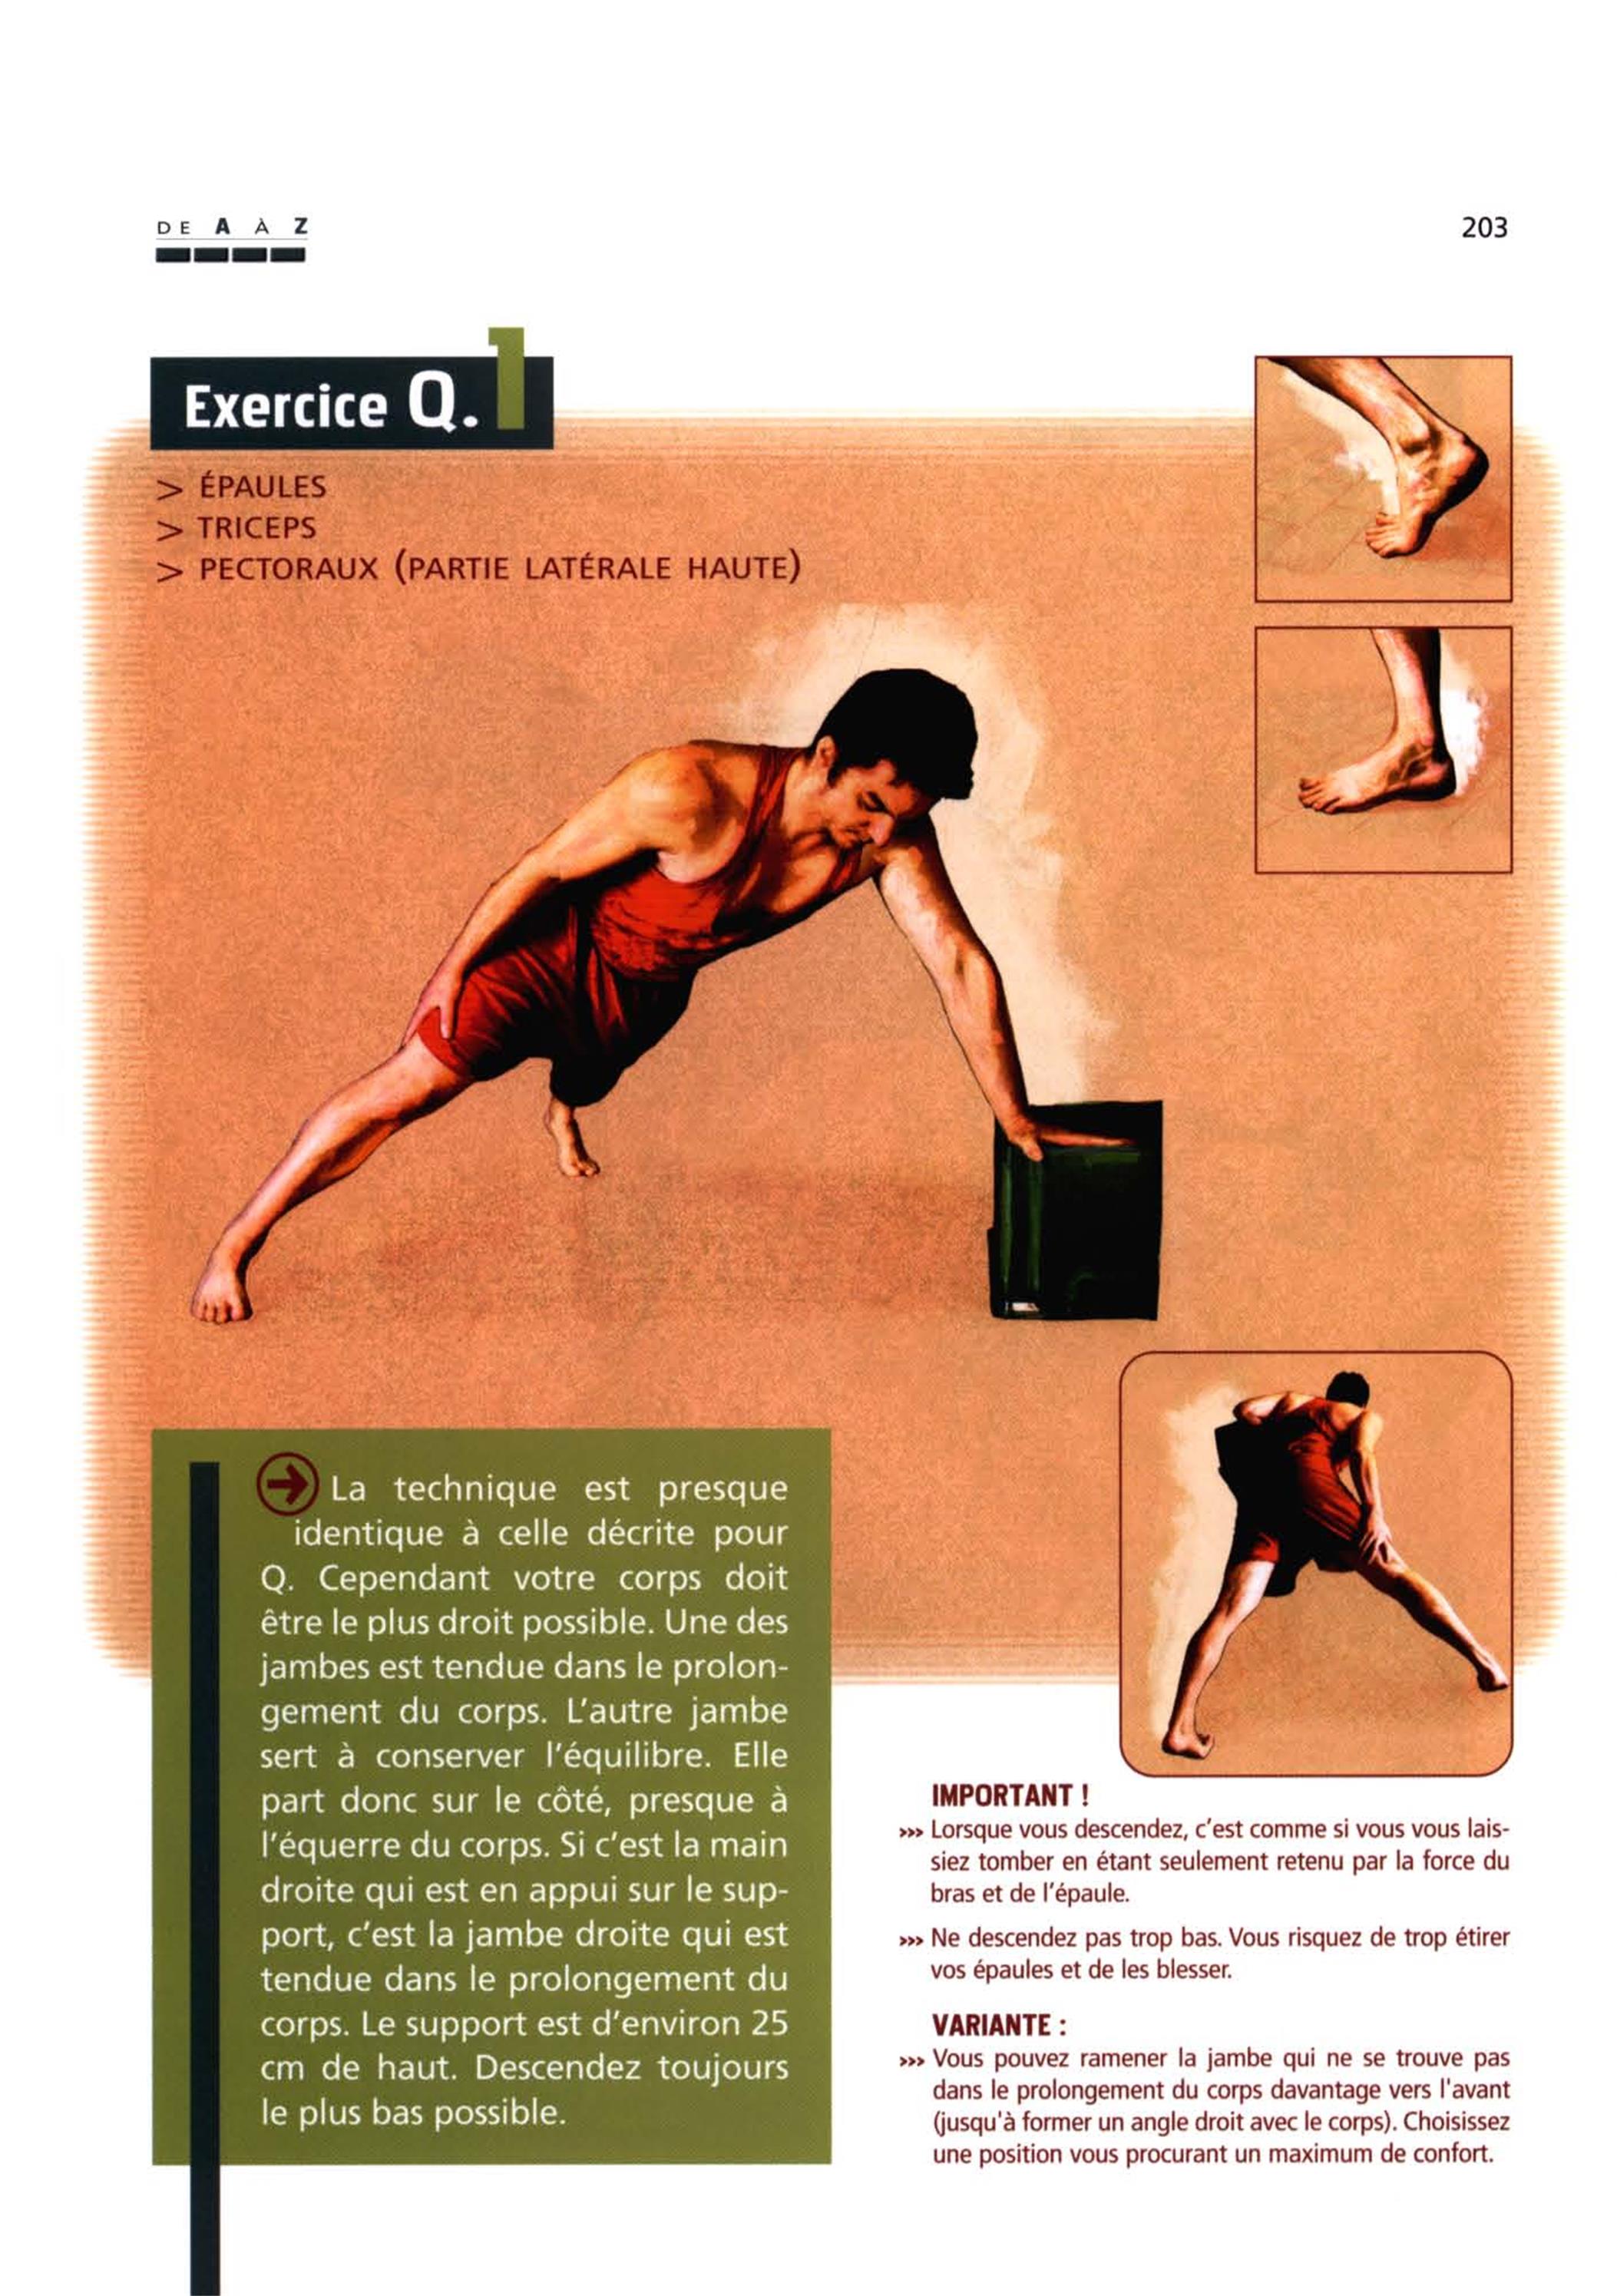 DE A À Z
203
Exercice Q.1
> ÉPAULES
> TRICEPS
> PECTORAUX (PARTIE LATÉRALE HAUTE)
La technique est presque
identique à celle décrite pour
Q. Cependant votre corps doit
être le plus droit possible. Une des
jambes est tendue dans le prolon-
gement du corps. L'autre jambe
sert à conserver l'équilibre. Elle
part donc sur le côté, presque à
l'équerre du corps. Si c'est la main
droite qui est en appui sur le sup-
port, c'est la jambe droite qui est
tendue dans le prolongement du
corps. Le support est d'environ 25
cm de haut. Descendez toujours
le plus bas possible.
IMPORTANT !
»» Lorsque vous descendez, c'est comme si vous vous lais-
siez tomber en étant seulement retenu par la force du
bras et de l'épaule.
»» Ne descendez pas trop bas. Vous risquez de trop étirer
vos épaules et de les blesser.
VARIANTE :
»» Vous pouvez ramener la jambe qui ne se trouve pas
dans le prolongement du corps davantage vers l'avant
(jusqu'à former un angle droit avec le corps). Choisissez
une position vous procurant un maximum de confort.